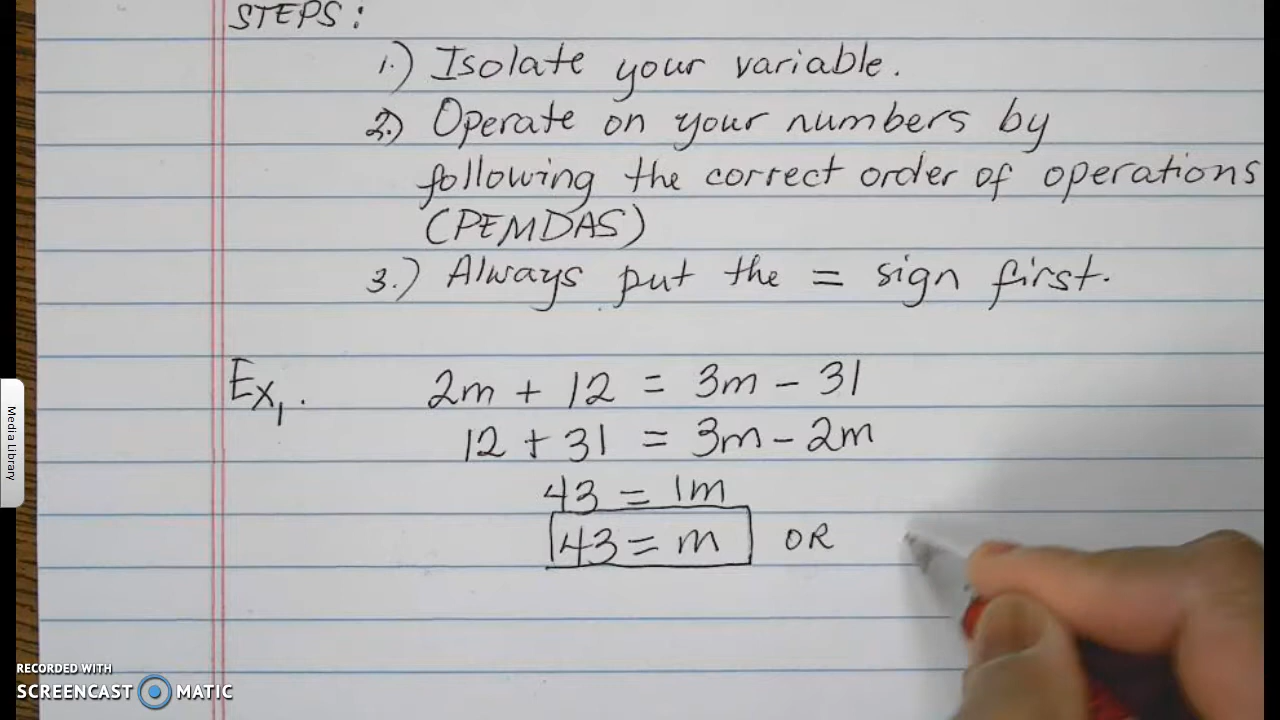 STEPS:
1.) Isolate your variable.
2.) Operate on your numbers by
following the correct order of operations
(PEMDAS)
3.) Always put the = sign first.
Ex1. 2m + 12 = 3m - 31
12 + 31 = 3m - 2m
43 = 1m
43 = m OR
Media Library
RECORDED WITH
SCREENCAST MATIC